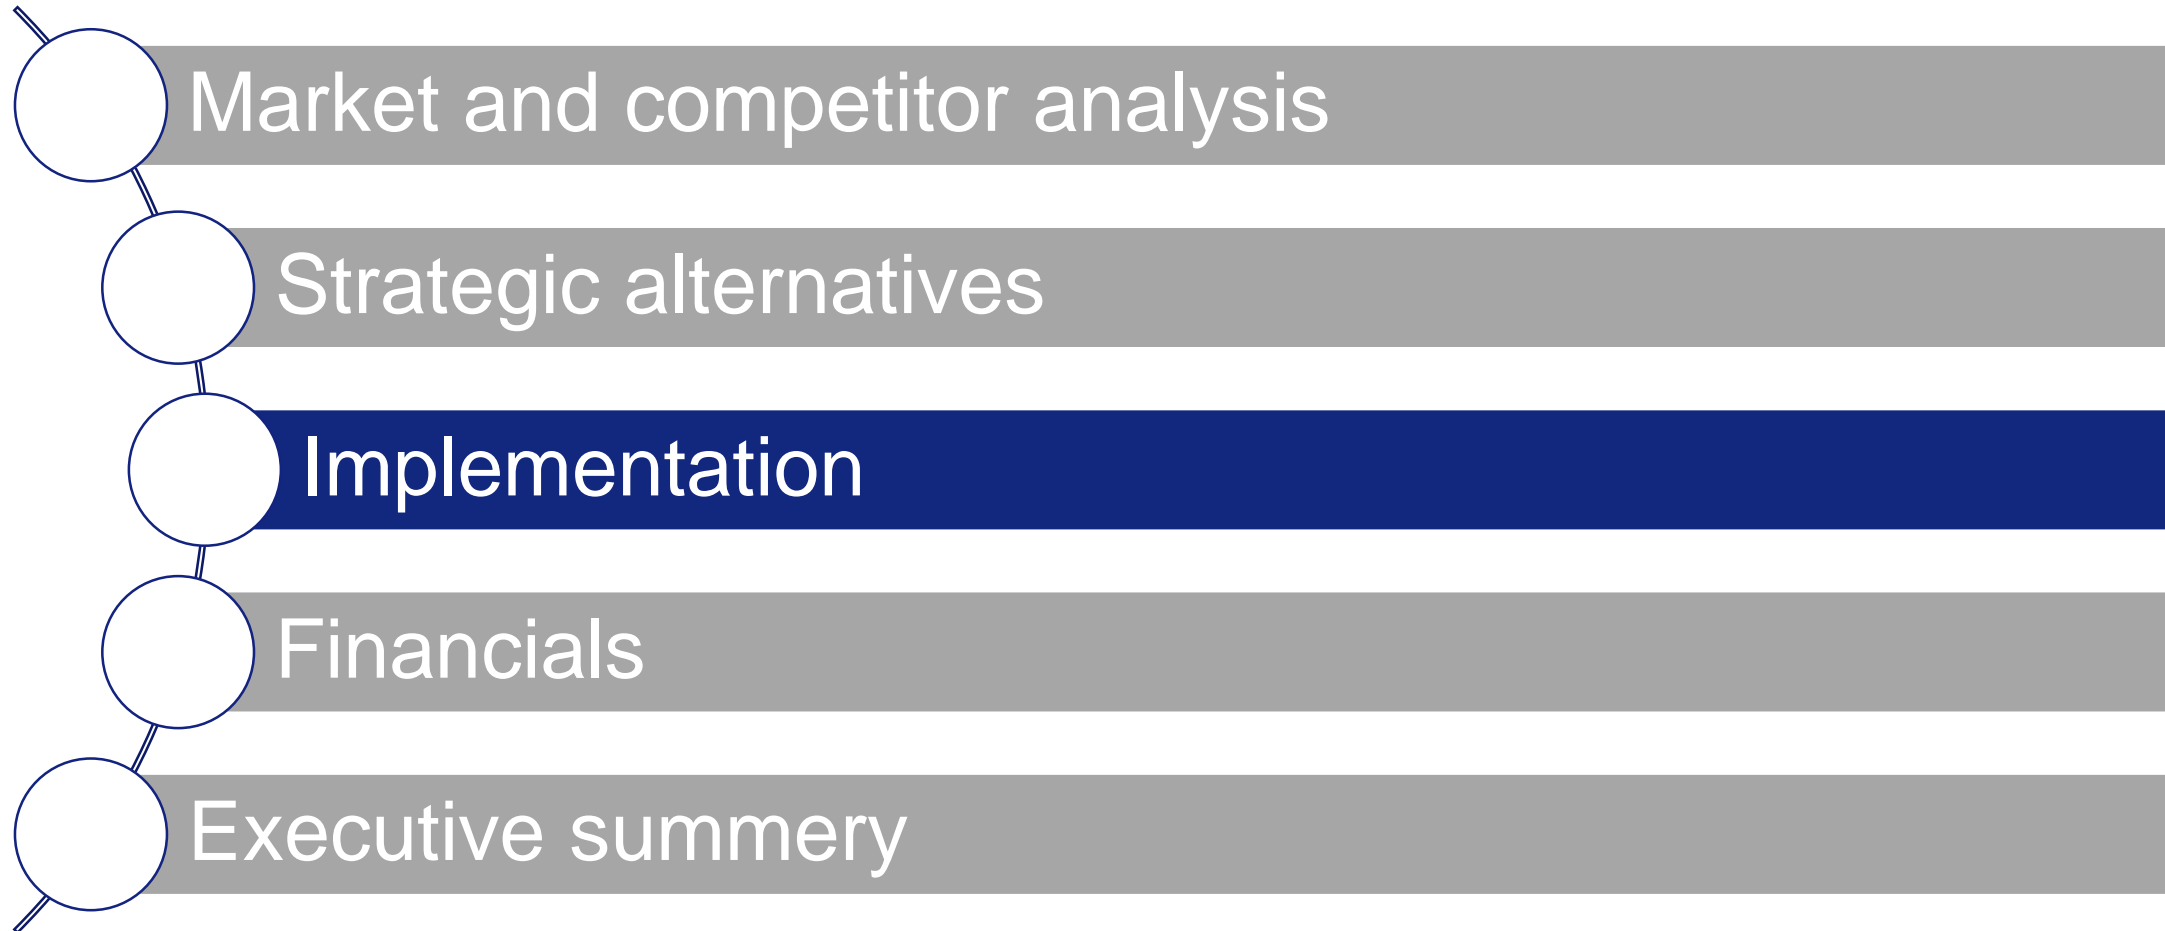 Market and competitor analysis
Strategic alternatives
Implementation
Financials
Executive summery